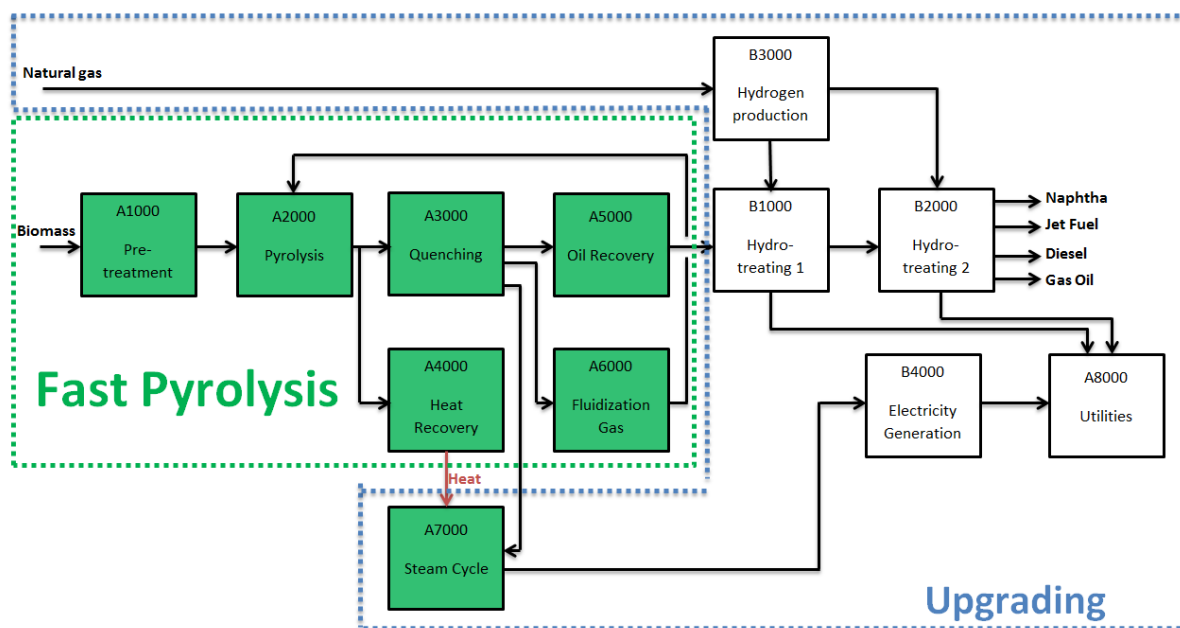 Natural gas
B3000
Hydrogen
production
Biomass
A1000
Pre-
treatment
A2000
Pyrolysis
A3000
Quenching
A5000
Oil Recovery
B1000
Hydro-
treating 1
B2000
Hydro-
treating 2
Naphtha
Jet Fuel
Diesel
Gas Oil
Fast Pyrolysis
A4000
Heat
Recovery
A6000
Fluidization
Gas
B4000
Electricity
Generation
A8000
Utilities
Heat
A7000
Steam Cycle
Upgrading